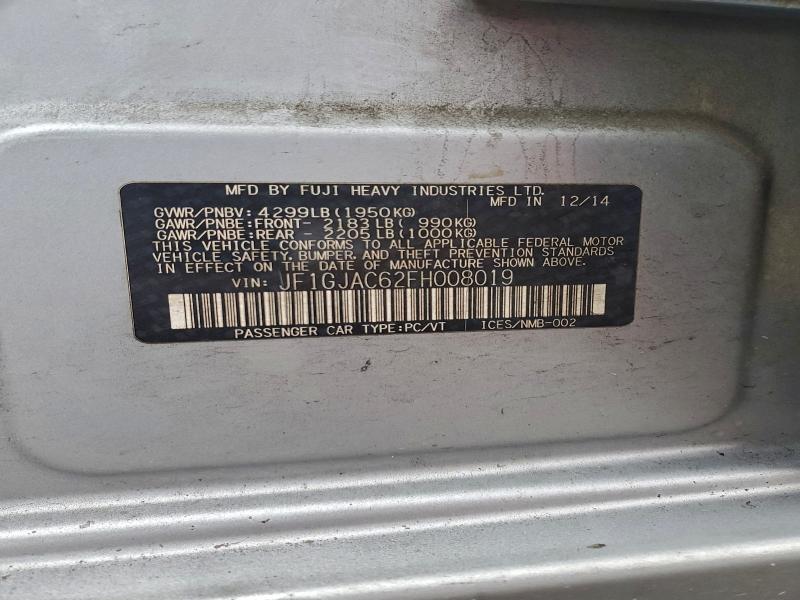 MFD BY FUJI HEAVY INDUSTRIES LTD.
MFD IN 12/14
GVWR/PNBV: 4299LB(1950KG)
GAWR/PNBE:FRONT- 2183LB( 990KG)
GAWR/PNBE:REAR - 2205LB(1000KG)
THIS VEHICLE CONFORMS TO ALL APPLICABLE FEDERAL MOTOR
VEHICLE SAFETY, BUMPER, AND THEFT PREVENTION STANDARDS
IN EFFECT ON THE DATE OF MANUFACTURE SHOWN ABOVE.
VIN: JF1GJAC62FH008019
PASSENGER CAR TYPE:PC/VT ICES/NMB-002